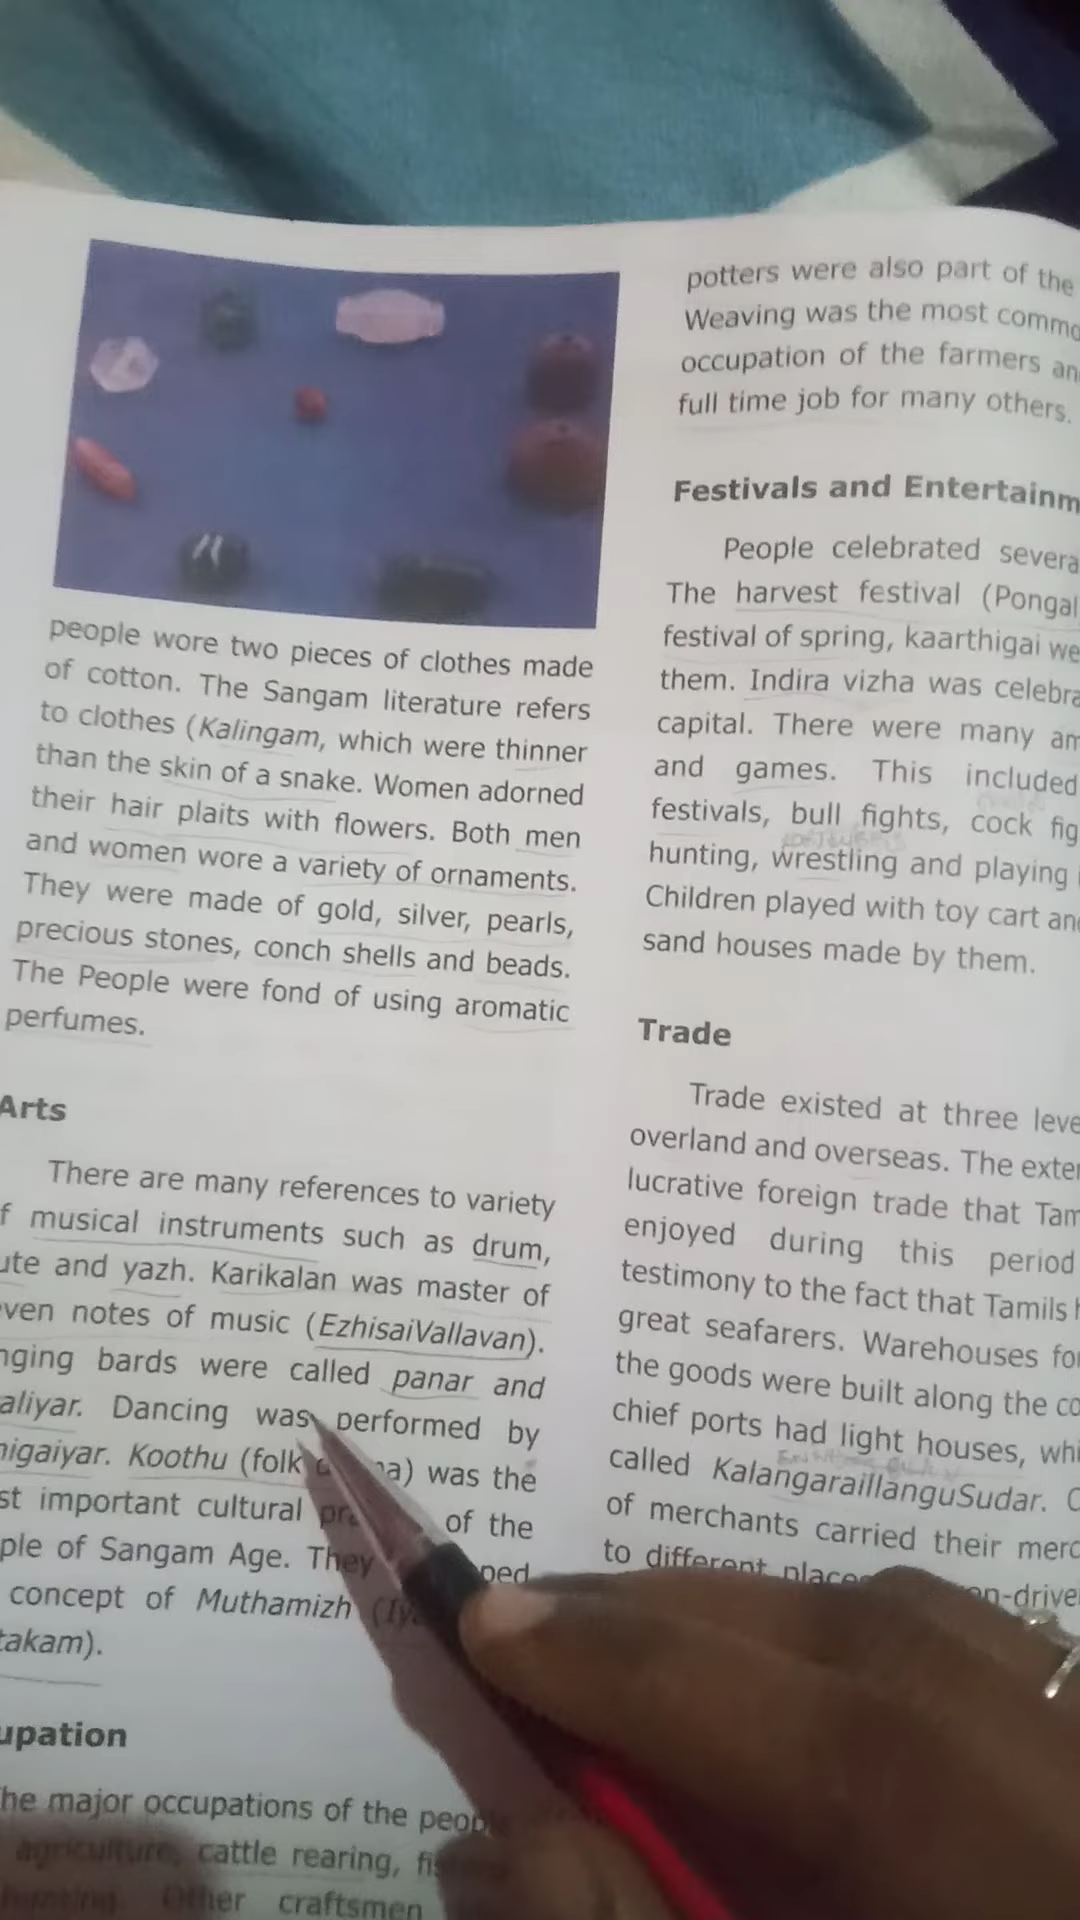 people wore two pieces of clothes made
of cotton. The Sangam literature refers
to clothes (Kalingam, which were thinner
than the skin of a snake. Women adorned
their hair plaits with flowers. Both men
and women wore a variety of ornaments.
They were made of gold, silver, pearls,
precious stones, conch shells and beads.
The People were fond of using aromatic
perfumes.
Arts
There are many references to variety
f musical instruments such as drum,
ute and yazh. Karikalan was master of
ven notes of music (EzhisaiVallavan).
nging bards were called panar and
aliyar. Dancing was performed by
nigaiyar. Koothu (folk was the
st important cultural of the
ple of Sangam Age. They
concept of Muthamizh
takam).
upation
he major occupations of the
agriculture, cattle rearing,
hunting. Other craftsmen
potters were also part of the
Weaving was the most commo
occupation of the farmers an
full time job for many others.
Festivals and Entertainm
People celebrated severa
The harvest festival (Pongal
festival of spring, kaarthigai we
them. Indira vizha was celebra
capital. There were many am
and games. This included
festivals, bull fights, cock fig
hunting, wrestling and playing
Children played with toy cart an
sand houses made by them.
Trade
Trade existed at three leve
overland and overseas. The exte
lucrative foreign trade that Tam
enjoyed during this period
testimony to the fact that Tamils h
great seafarers. Warehouses fo
the goods were built along the co
chief ports had light houses, whi
called KalangaraillanguSudar. C
of merchants carried their merc
to different place
n-drive